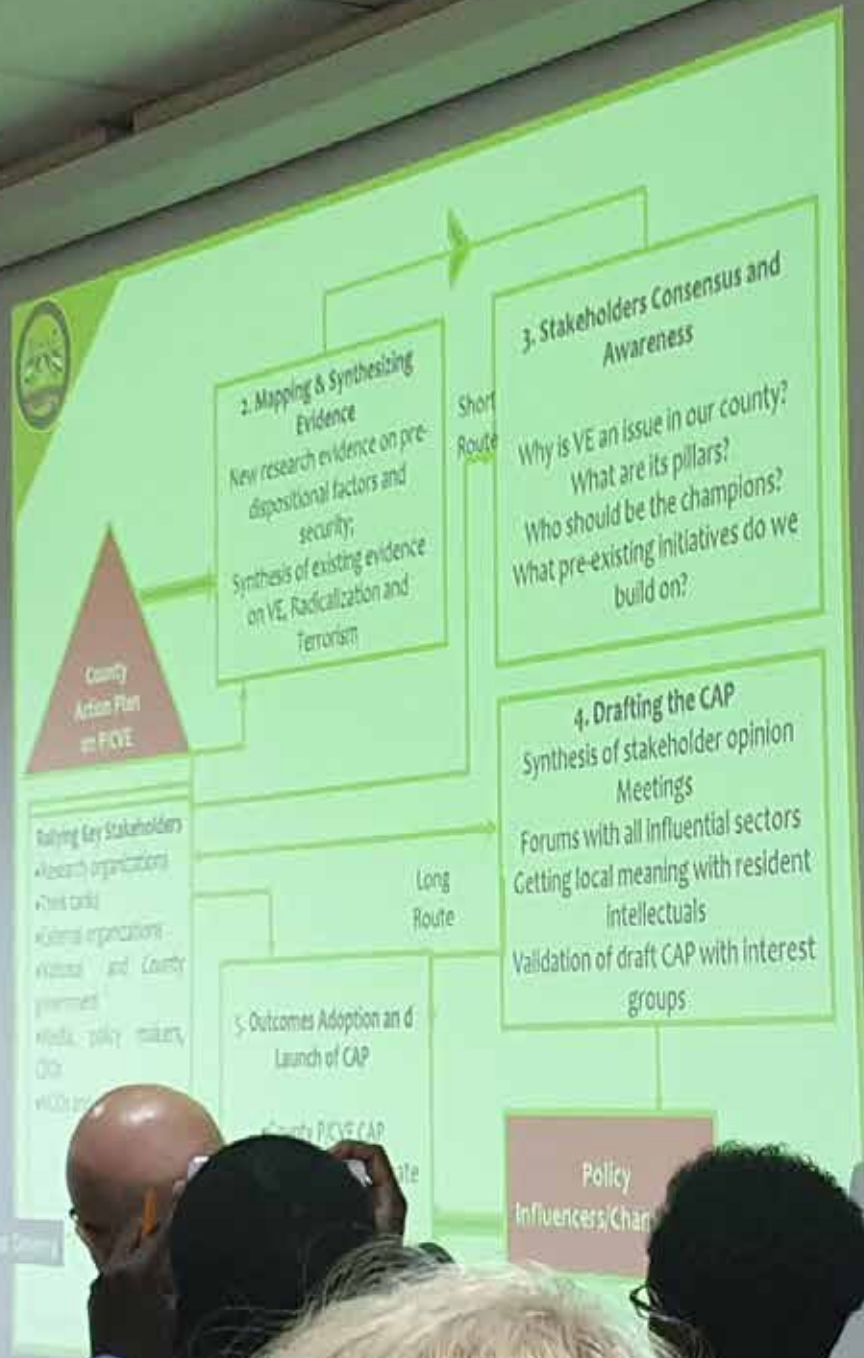 2. Mapping & Synthesizing
Evidence
New research evidence on pre-
dispositional factors and
security;
Synthesis of existing evidence
on VE, Radicalization and
Terrorism
Short
Route
3. Stakeholders Consensus and
Awareness
Why is VE an issue in our county?
What are its pillars?
Who should be the champions?
What pre-existing initiatives do we
build on?
County
Action Plan
on P/CVE
Rallying Key Stakeholders
•Research organizations
•Think tanks
•External organizations
•National and County
government
•Media, policy makers,
Long
Route
4. Drafting the CAP
Synthesis of stakeholder opinion
Meetings
Forums with all influential sectors
Getting local meaning with resident
intellectuals
Validation of draft CAP with interest
groups
5. Outcomes Adoption an d
Launch of CAP
•County P/CVE CAP
Policy
Influencers/